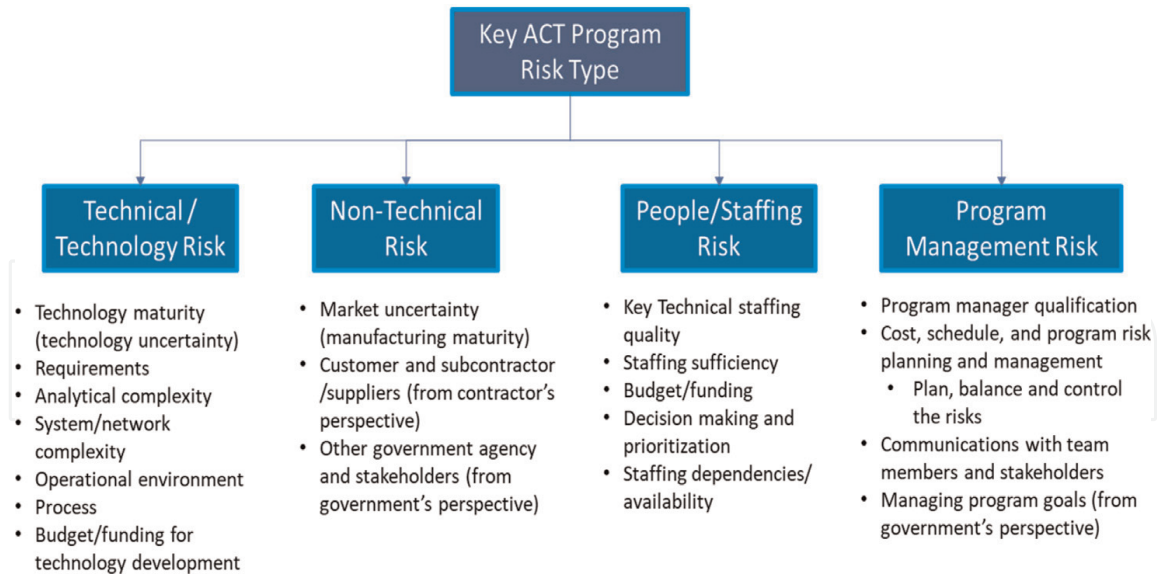 Key ACT Program
Risk Type
Technical /
Technology Risk
• Technology maturity
(technology uncertainty)
• Requirements
• Analytical complexity
• System/network
complexity
• Operational environment
• Process
• Budget/funding for
technology development
Non-Technical
Risk
• Market uncertainty
(manufacturing maturity)
• Customer and subcontractor
/suppliers (from contractor's
perspective)
• Other government agency
and stakeholders (from
government's perspective)
People/Staffing
Risk
• Key Technical staffing
quality
• Staffing sufficiency
• Budget/funding
• Decision making and
prioritization
• Staffing dependencies/
availability
Program
Management Risk
• Program manager qualification
• Cost, schedule, and program risk
planning and management
• Plan, balance and control
the risks
• Communications with team
members and stakeholders
• Managing program goals (from
government's perspective)